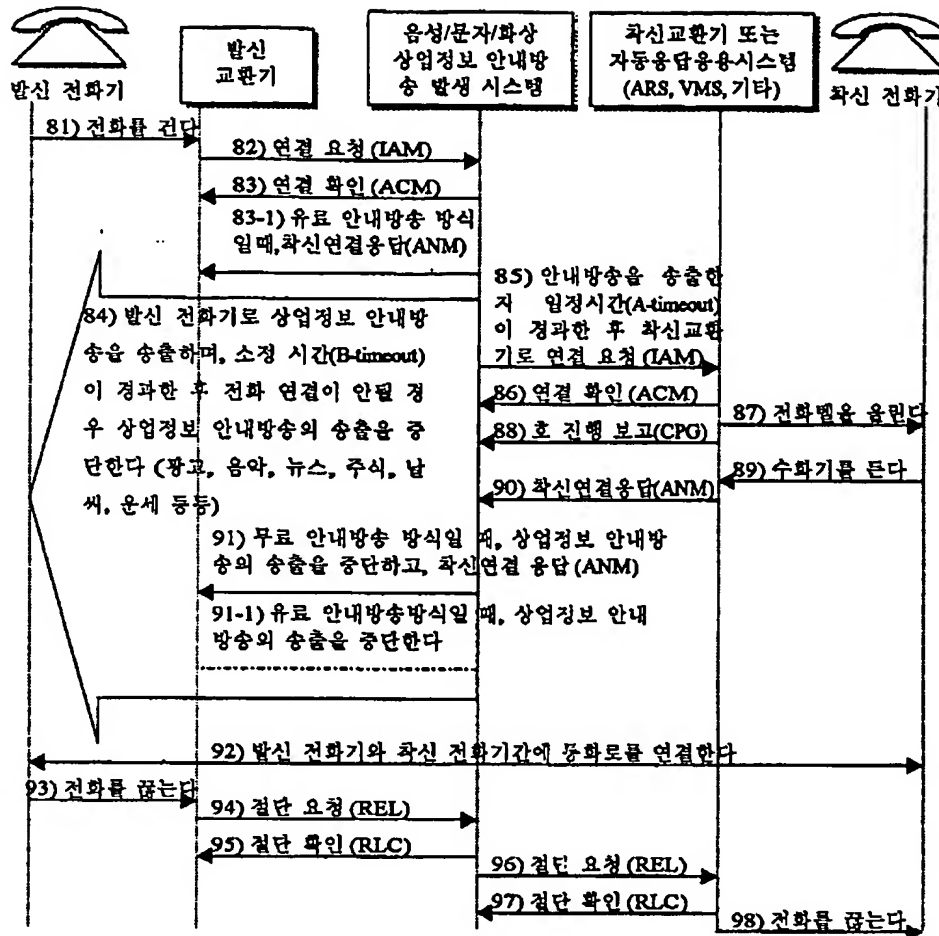 발신 전화기
발신
교환기
음성/문자/화상
상업정보 안내방
송 발생 시스템
착신교환기 또는
자동응답응용시스템
(ARS, VMS, 기타)
착신 전화기
81) 전화를 건다
82) 연결 요청 (IAM)
83) 연결 확인 (ACM)
83-1) 유료 안내방송 방식
일때,착신연결응답(ANM)
84) 발신 전화기로 상업정보 안내방
송을 송출하며, 소정 시간(B-timeout)
이 경과한 후 전화 연결이 안될 경
우 상업정보 안내방송의 송출을 중
단한다 (광고, 음악, 뉴스, 주식, 날
씨, 운세 등등)
85) 안내방송을 송출한
자 일정시간(A-timeout)
이 경과한 후 착신교환
기로 연결 요청(IAM)
86) 연결 확인 (ACM)
87) 전화벨을 울린다
88) 호 진행 보고(CPG)
89) 수화기를 든다
90) 착신연결응답(ANM)
91) 무료 안내방송 방식일 때, 상업정보 안내방
송의 송출을 중단하고, 착신연결 응답 (ANM)
91-1) 유료 안내방송방식일 때, 상업정보 안내
방송의 송출을 중단한다
92) 발신 전화기와 착신 전화기간에 통화로를 연결한다
93) 전화를 끊는다
94) 절단 요청 (REL)
95) 절단 확인 (RLC)
96) 절단 요청 (REL)
97) 절단 확인 (RLC)
98) 전화를 끊는다